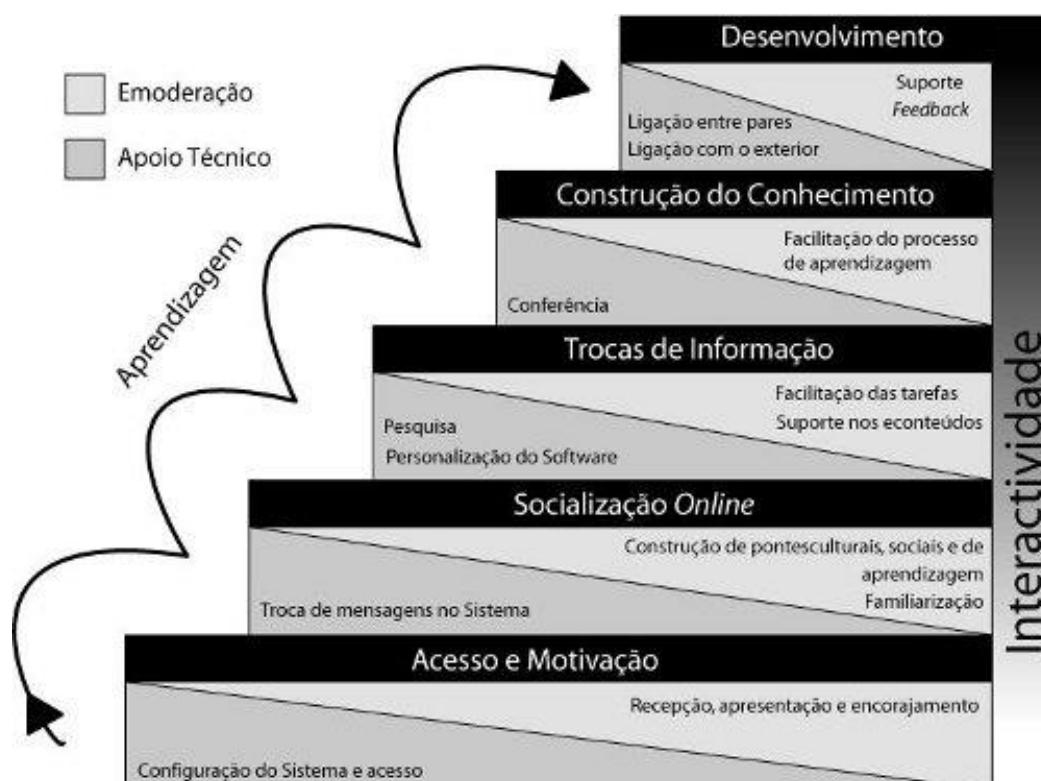 Desenvolvimento
Emoderação
Apoio Técnico
Suporte
Feedback
Ligação entre pares
Ligação com o exterior
Construção do Conhecimento
Facilitação do processo
de aprendizagem
Conferência
Aprendizagem
Trocas de Informação
Facilitação das tarefas
Suporte nos econteúdos
Pesquisa
Personalização do Software
Socialização Online
Construção de pontesculturais, sociais e de
aprendizagem
Familiarização
Troca de mensagens no Sistema
Acesso e Motivação
Recepção, apresentação e encorajamento
Configuração do Sistema e acesso
Interactividade